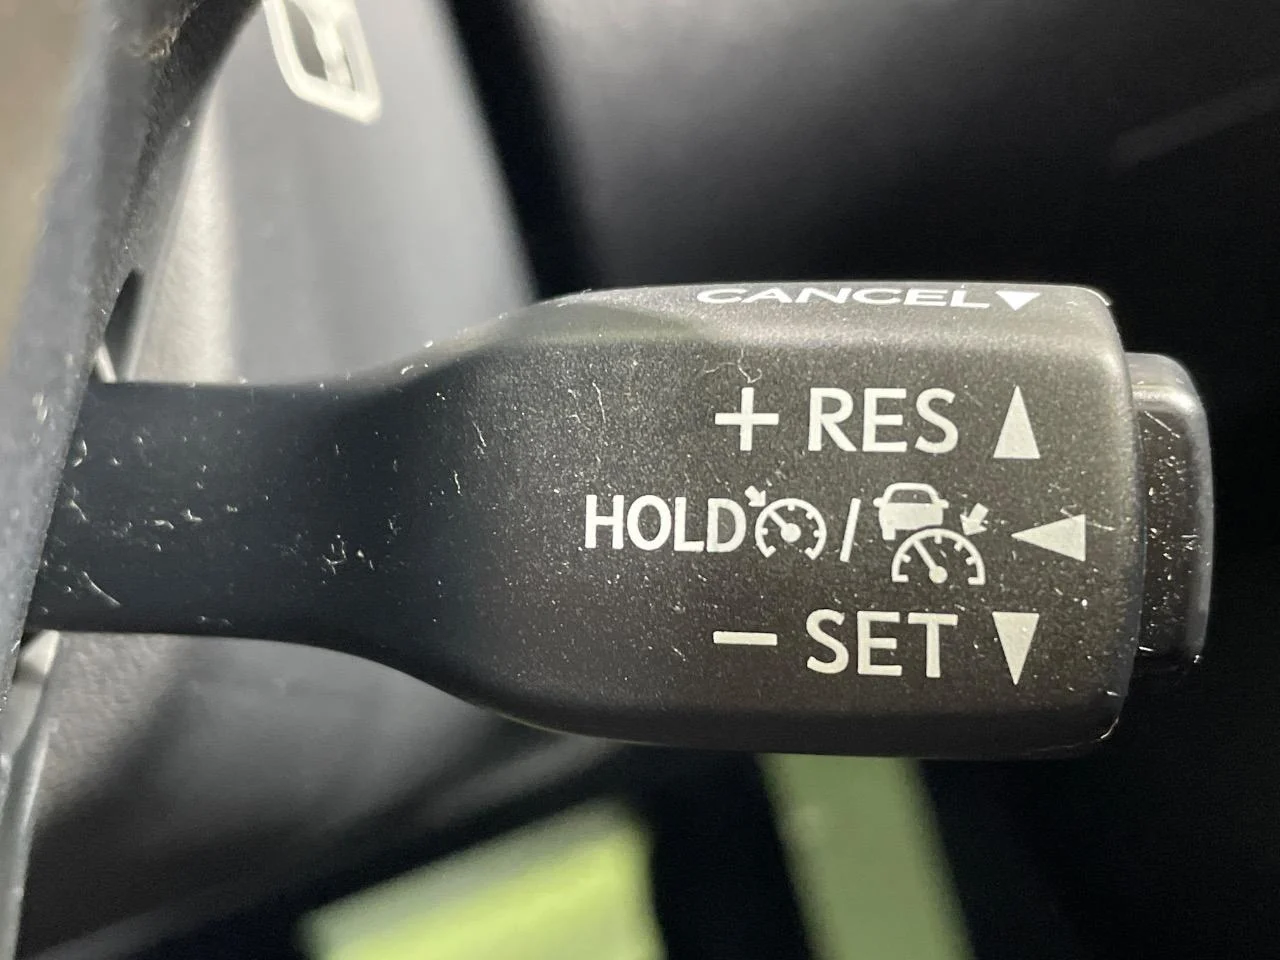 CANCEL▼
+ RES ▲
HOLD / ◀
− SET ▼